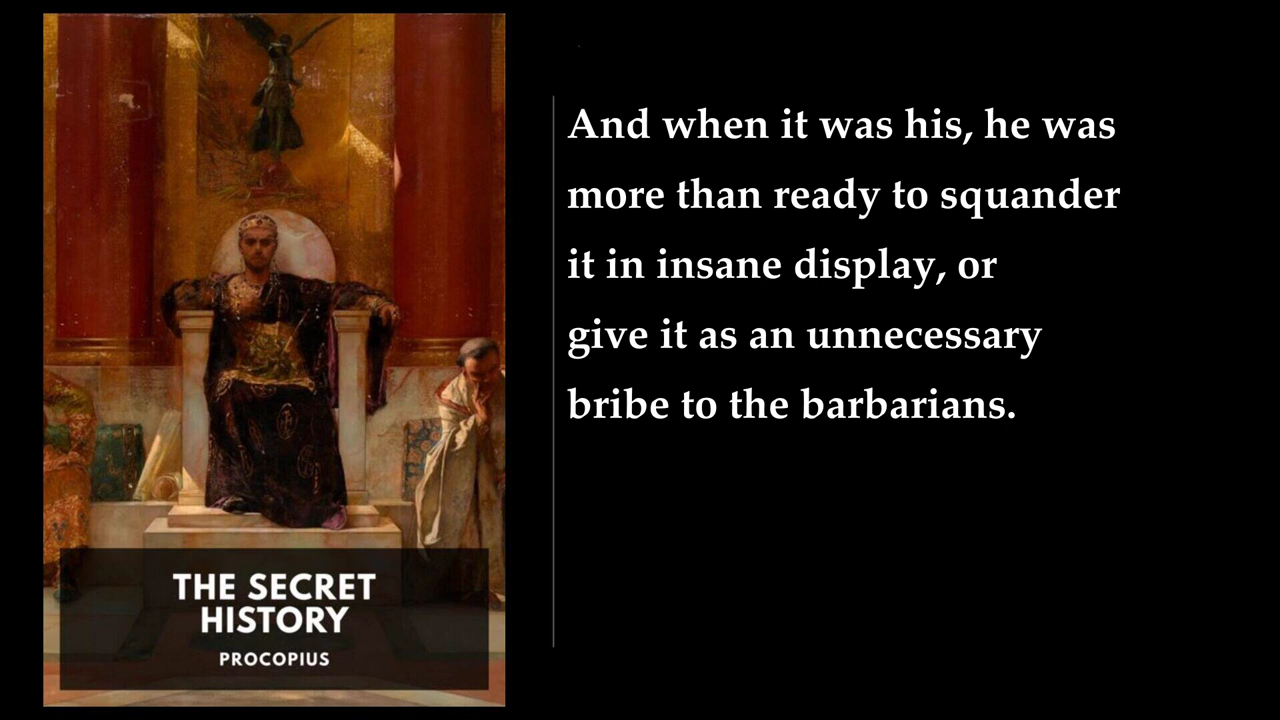 THE SECRET
HISTORY
PROCOPIUS
And when it was his, he was
more than ready to squander
it in insane display, or
give it as an unnecessary
bribe to the barbarians.